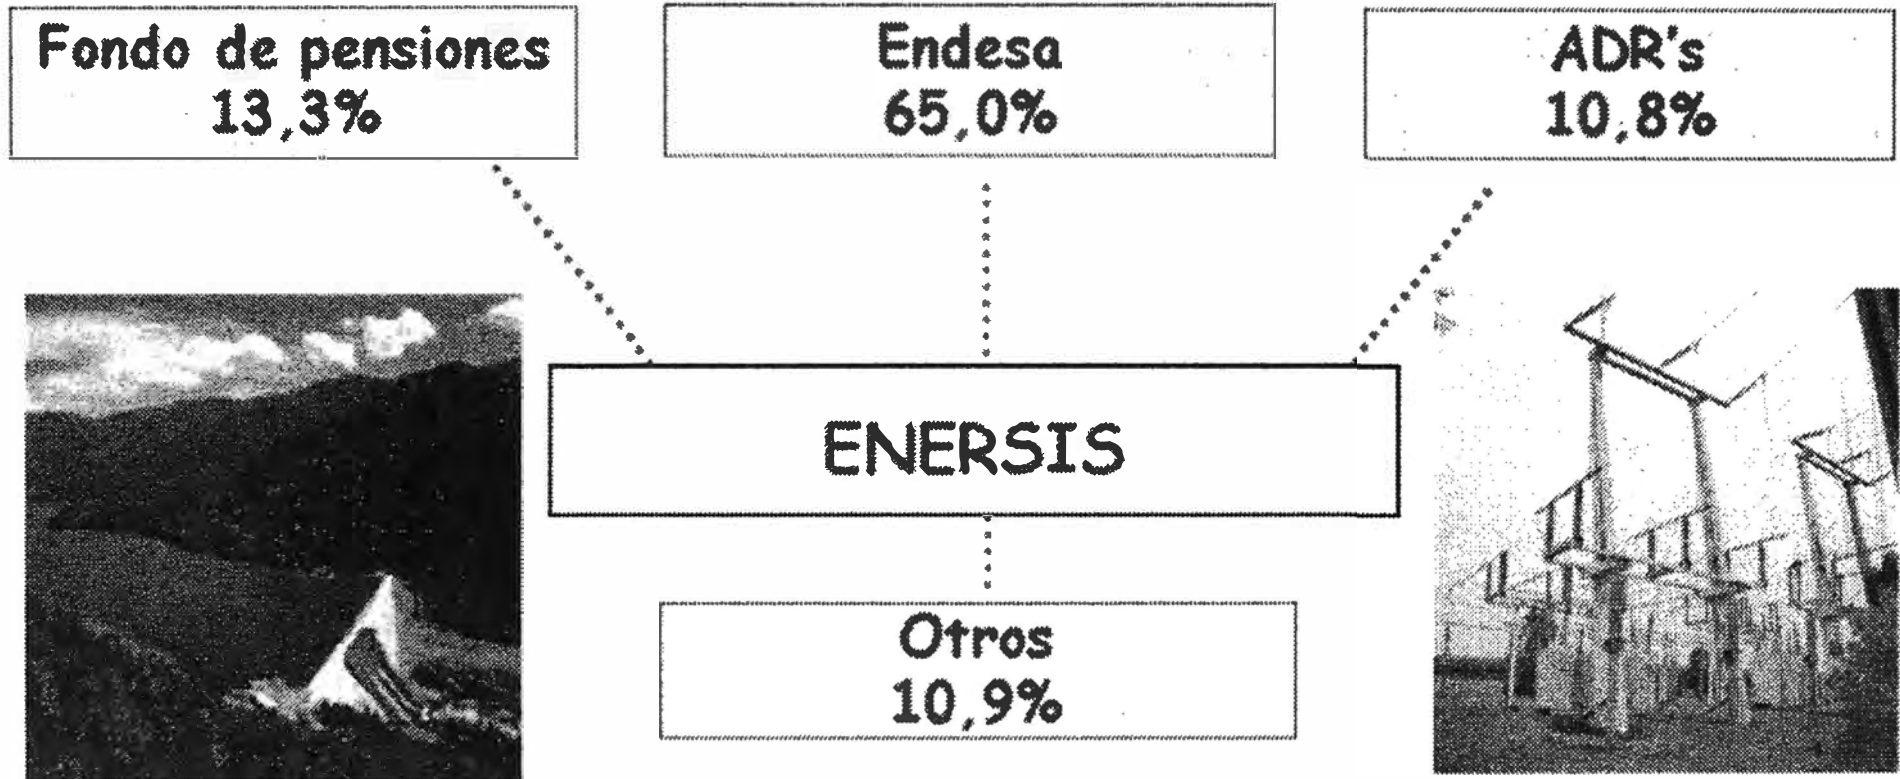 Fondo de pensiones
13,3%
Endesa
65,0%
ADR's
10,8%
ENERSIS
Otros
10,9%